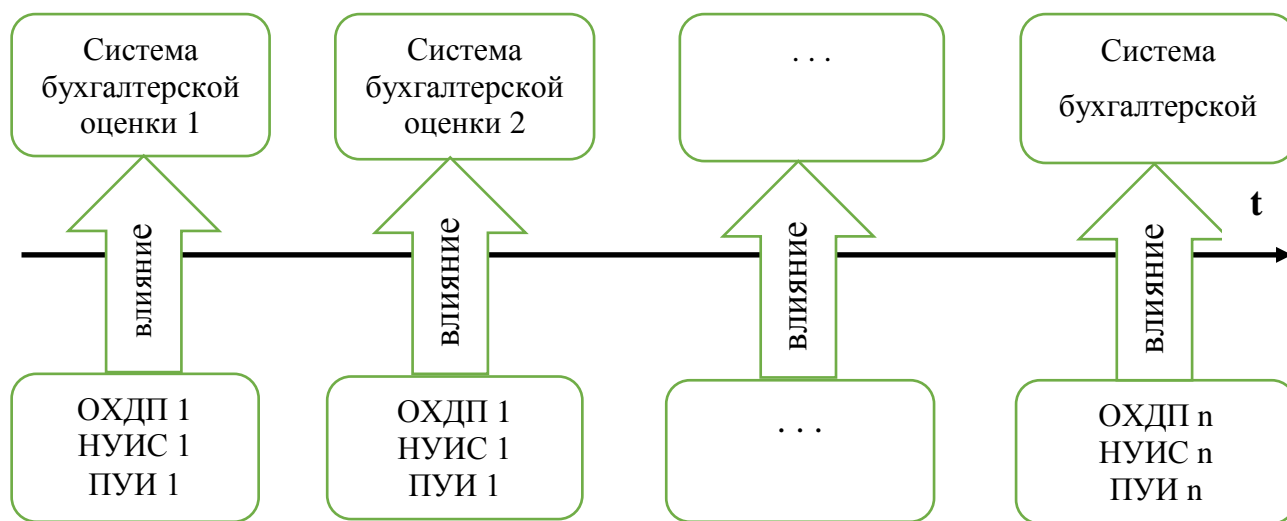 Система
бухгалтерской
оценки 1
Система
бухгалтерской
оценки 2
. . .
Система
бухгалтерской
t
влияние
влияние
влияние
влияние
ОХДП 1
НУИС 1
ПУИ 1
ОХДП 1
НУИС 1
ПУИ 1
. . .
ОХДП n
НУИС n
ПУИ n